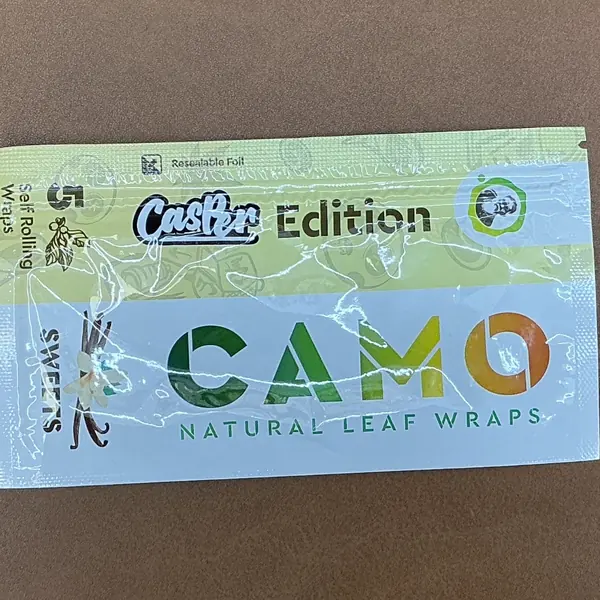 Resealable Foil
CasPer Edition
5
Self Rolling
Wraps
SWEETS
CAMO
NATURAL LEAF WRAPS